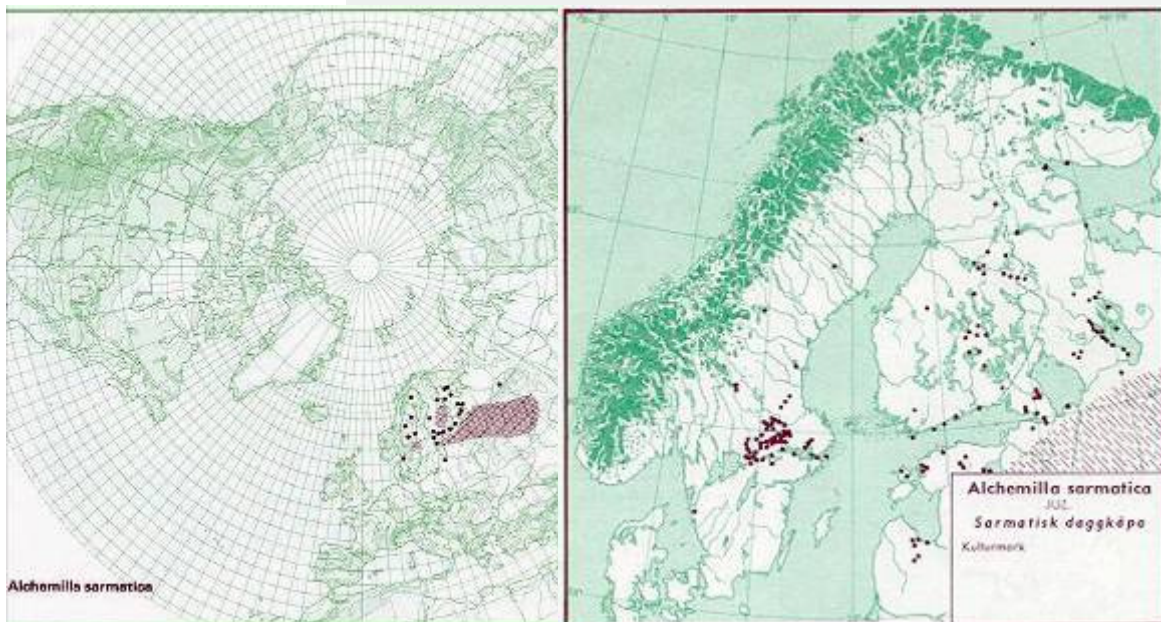 Alchemilla sarmatica
Alchemilla sarmatica
JUZ.
Sarmatisk daggkåpa
Kulturmark